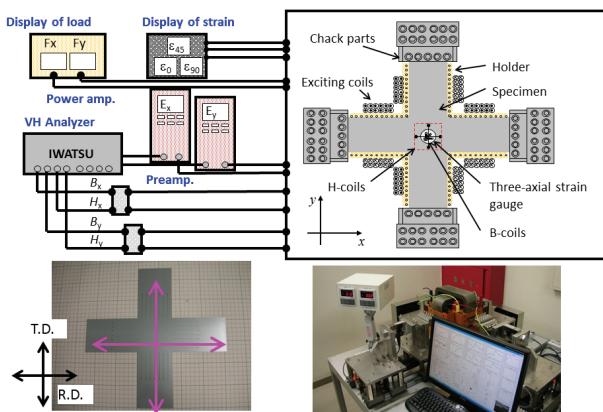 Display of load
Display of strain
Fx Fy
ε45
ε0 ε90
Chack parts
Holder
Exciting coils
Specimen
Power amp.
Ex
Ey
VH Analyzer
IWATSU
Preamp.
Bx
Hx
By
Hy
H-coils
Three-axial strain
gauge
B-coils
y
x
T.D.
R.D.